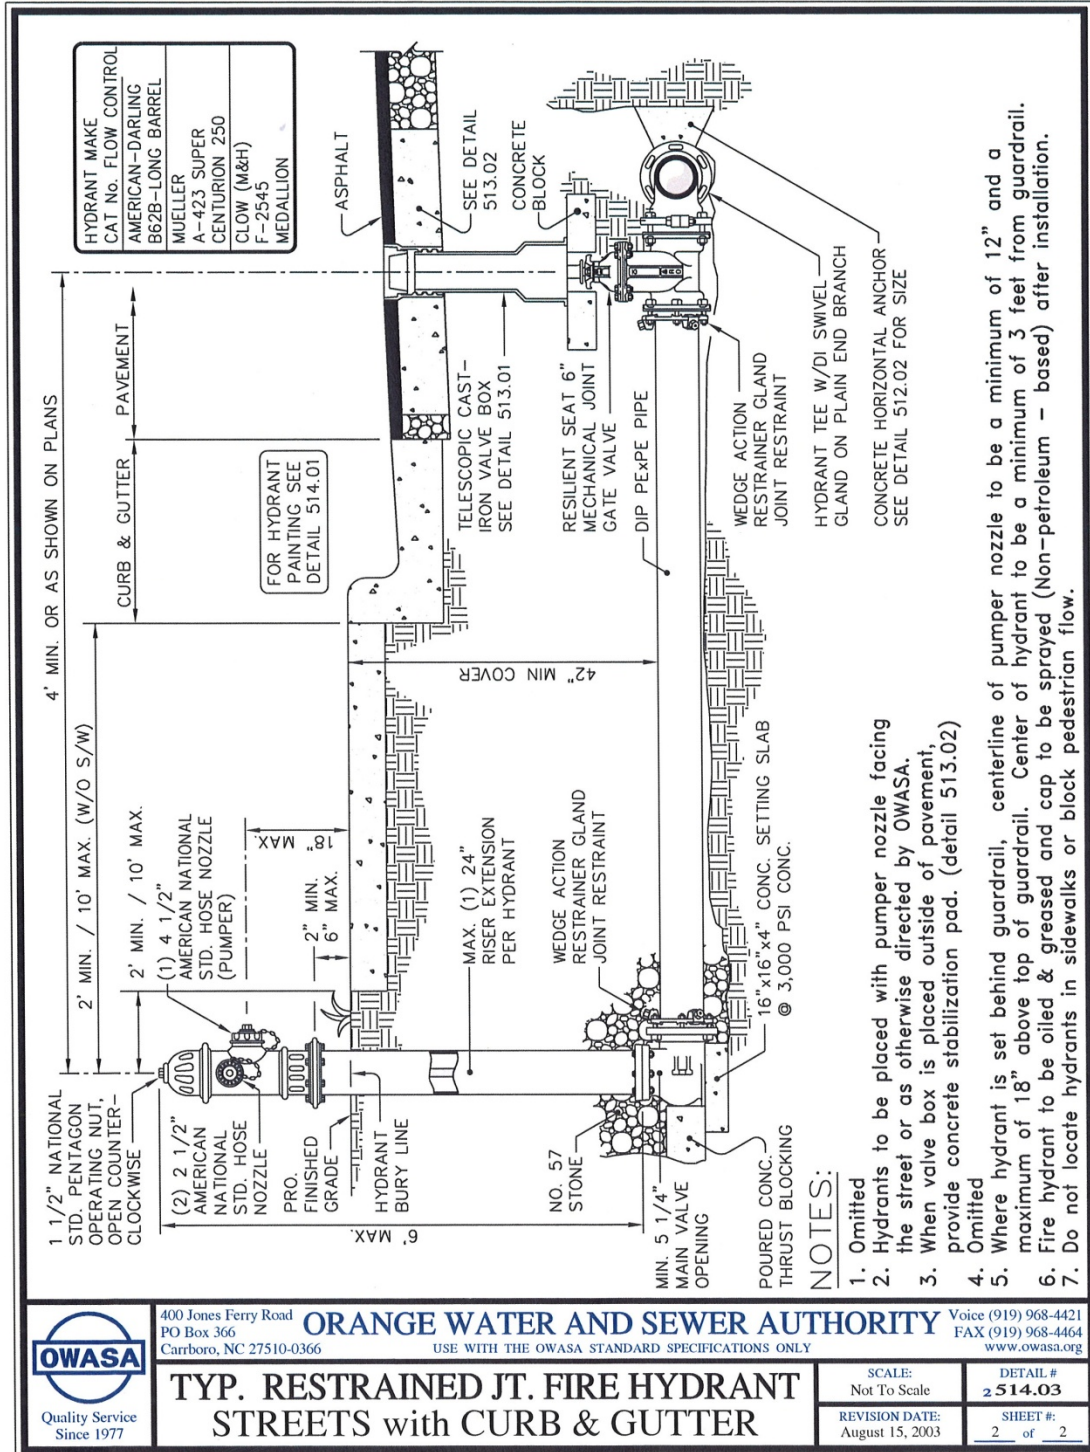 HYDRANT MAKE
CAT No. FLOW CONTROL
AMERICAN-DARLING
B62B-LONG BARREL
MUELLER
A-423 SUPER
CENTURION 250
CLOW (M&H)
F-2545
MEDALLION
4' MIN. OR AS SHOWN ON PLANS
2' MIN. / 10' MAX. (W/O S/W)
CURB & GUTTER
PAVEMENT
2' MIN. / 10' MAX.
1 1/2" NATIONAL
STD. PENTAGON
OPERATING NUT,
OPEN COUNTER-
CLOCKWISE
(1) 4 1/2"
AMERICAN NATIONAL
STD. HOSE NOZZLE
(PUMPER)
18" MAX.
FOR HYDRANT
PAINTING SEE
DETAIL 514.01
ASPHALT
(2) 2 1/2"
AMERICAN
NATIONAL
STD. HOSE
NOZZLE
2" MIN.
6" MAX.
PRO.
FINISHED
GRADE
HYDRANT
BURY LINE
6' MAX.
MAX. (1) 24"
RISER EXTENSION
PER HYDRANT
42" MIN COVER
TELESCOPIC CAST-
IRON VALVE BOX
SEE DETAIL 513.01
SEE DETAIL
513.02
CONCRETE
BLOCK
RESILIENT SEAT 6"
MECHANICAL JOINT
GATE VALVE
DIP PExPE PIPE
NO. 57
STONE
WEDGE ACTION
RESTRAINER GLAND
JOINT RESTRAINT
MIN. 5 1/4"
MAIN VALVE
OPENING
POURED CONC.
THRUST BLOCKING
16"x16"x4" CONC. SETTING SLAB
@ 3,000 PSI CONC.
WEDGE ACTION
RESTRAINER GLAND
JOINT RESTRAINT
HYDRANT TEE W/DI SWIVEL
GLAND ON PLAIN END BRANCH
CONCRETE HORIZONTAL ANCHOR
SEE DETAIL 512.02 FOR SIZE
NOTES:
1. Omitted
2. Hydrants to be placed with pumper nozzle facing
the street or as otherwise directed by OWASA.
3. When valve box is placed outside of pavement,
provide concrete stabilization pad. (detail 513.02)
4. Omitted
5. Where hydrant is set behind guardrail, centerline of pumper nozzle to be a minimum of 12" and a
maximum of 18" above top of guardrail. Center of hydrant to be a minimum of 3 feet from guardrail.
6. Fire hydrant to be oiled & greased and cap to be sprayed (Non-petroleum - based) after installation.
7. Do not locate hydrants in sidewalks or block pedestrian flow.
OWASA
Quality Service
Since 1977
400 Jones Ferry Road
PO Box 366
Carrboro, NC 27510-0366
ORANGE WATER AND SEWER AUTHORITY
USE WITH THE OWASA STANDARD SPECIFICATIONS ONLY
Voice (919) 968-4421
FAX (919) 968-4464
www.owasa.org
TYP. RESTRAINED JT. FIRE HYDRANT
STREETS with CURB & GUTTER
SCALE:
Not To Scale
DETAIL #
2 514.03
REVISION DATE:
August 15, 2003
SHEET #:
2 of 2